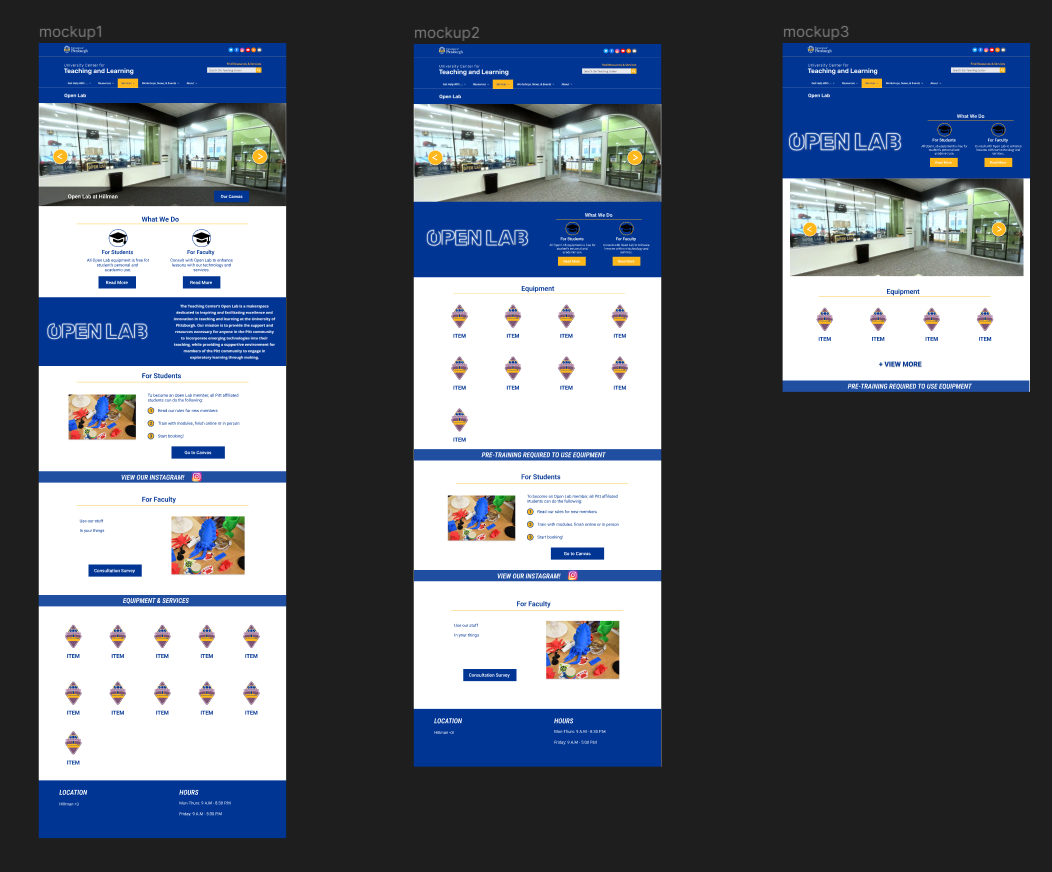 mockup1
University of
Pittsburgh
Find Resources & Services
University Center for
Teaching and Learning
Search the Teaching Center
Get Help With...
Resources
Services
Workshops, News, & Events
About
Open Lab
Open Lab at Hillman
Our Canvas
What We Do
For Students
All Open Lab equipment is free for
student's personal and
academic use.
Read More
For Faculty
Consult with Open Lab to enhance
lessons with our technology and
services.
Read More
OPEN LAB
The Teaching Center's Open Lab is a makerspace
dedicated to inspiring and facilitating excellence and
innovation in teaching and learning at the University of
Pittsburgh. Our mission is to provide the support and
resources necessary for anyone in the Pitt community
to incorporate emerging technologies into their
teaching, while providing a supportive environment for
members of the Pitt community to engage in
exploratory learning through making.
For Students
To become an Open Lab member, all Pitt affiliated
students can do the following:
1 Read our rules for new members
2 Train with modules, finish online or in person
3 Start booking!
Go to Canvas
VIEW OUR INSTAGRAM!
For Faculty
Use our stuff
in your things
Consultation Survey
EQUIPMENT & SERVICES
ITEM ITEM ITEM ITEM ITEM
ITEM ITEM ITEM ITEM ITEM
ITEM
LOCATION
Hillman <3
HOURS
Mon-Thurs: 9 A.M - 8:30 P.M
Friday: 9 A.M - 5:00 P.M
mockup2
University of
Pittsburgh
Find Resources & Services
University Center for
Teaching and Learning
Search the Teaching Center
Get Help With...
Resources
Services
Workshops, News, & Events
About
Open Lab
OPEN LAB
What We Do
For Students
All Open Lab equipment is free for
student's personal and
academic use.
Read More
For Faculty
Consult with Open Lab to enhance
lessons with our technology and
services.
Read More
Equipment
ITEM ITEM ITEM ITEM
ITEM ITEM ITEM ITEM
ITEM
PRE-TRAINING REQUIRED TO USE EQUIPMENT
For Students
To become an Open Lab member, all Pitt affiliated
students can do the following:
1 Read our rules for new members
2 Train with modules, finish online or in person
3 Start booking!
Go to Canvas
VIEW OUR INSTAGRAM!
For Faculty
Use our stuff
in your things
Consultation Survey
LOCATION
Hillman <3
HOURS
Mon-Thurs: 9 A.M - 8:30 P.M
Friday: 9 A.M - 5:00 P.M
mockup3
University of
Pittsburgh
Find Resources & Services
University Center for
Teaching and Learning
Search the Teaching Center
Get Help With...
Resources
Services
Workshops, News, & Events
About
Open Lab
OPEN LAB
What We Do
For Students
All Open Lab equipment is free for
student's personal and
academic use.
Read More
For Faculty
Consult with Open Lab to enhance
lessons with our technology and
services.
Read More
Equipment
ITEM ITEM ITEM ITEM
+ VIEW MORE
PRE-TRAINING REQUIRED TO USE EQUIPMENT